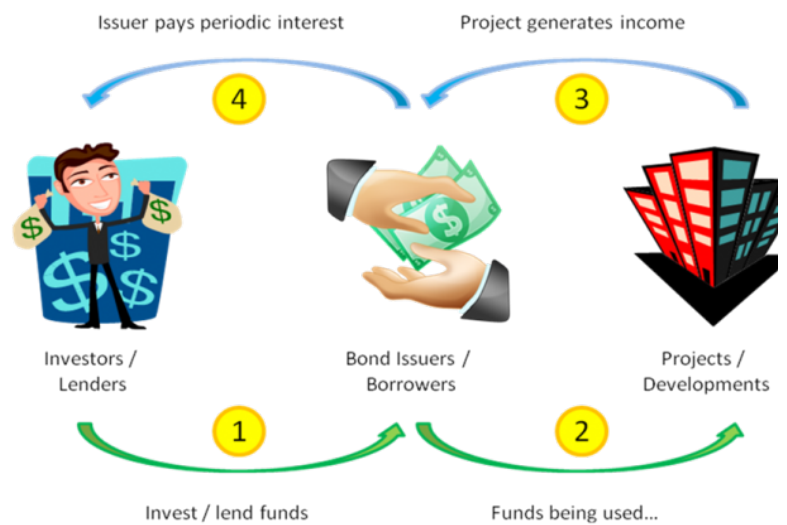 Issuer pays periodic interest
Project generates income
4
3
$
$
$
$
$
$
Investors /
Lenders
Bond Issuers /
Borrowers
Projects /
Developments
1
2
Invest / lend funds
Funds being used...